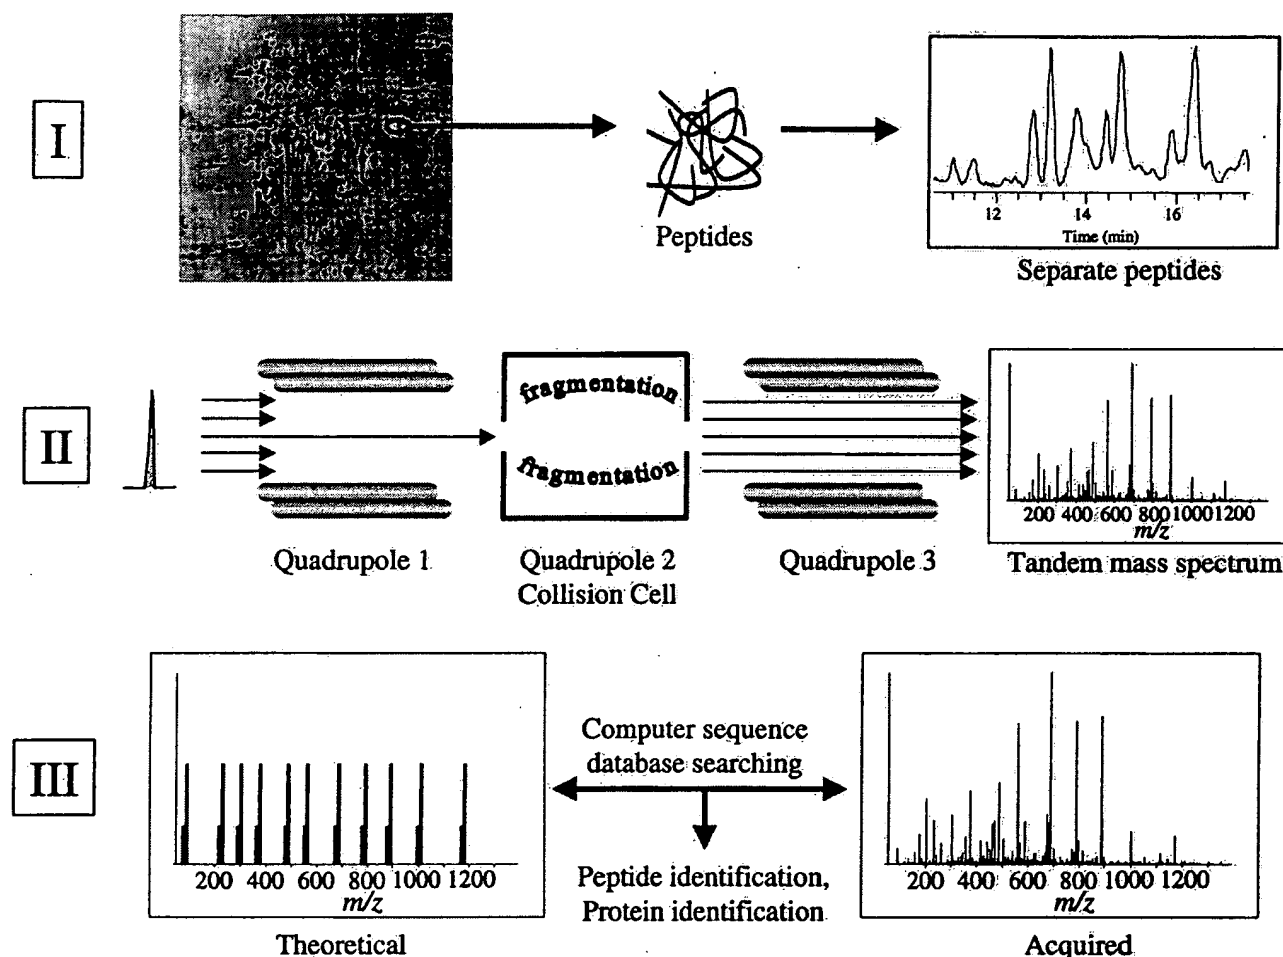 I
Peptides
12 14 16
Time (min)
Separate peptides
II
fragmentation
fragmentation
200 400 600 800 1000 1200
m/z
Quadrupole 1
Quadrupole 2
Collision Cell
Quadrupole 3
Tandem mass spectrum
III
200 400 600 800 1000 1200
m/z
Theoretical
Computer sequence
database searching
Peptide identification,
Protein identification
200 400 600 800 1000 1200
m/z
Acquired